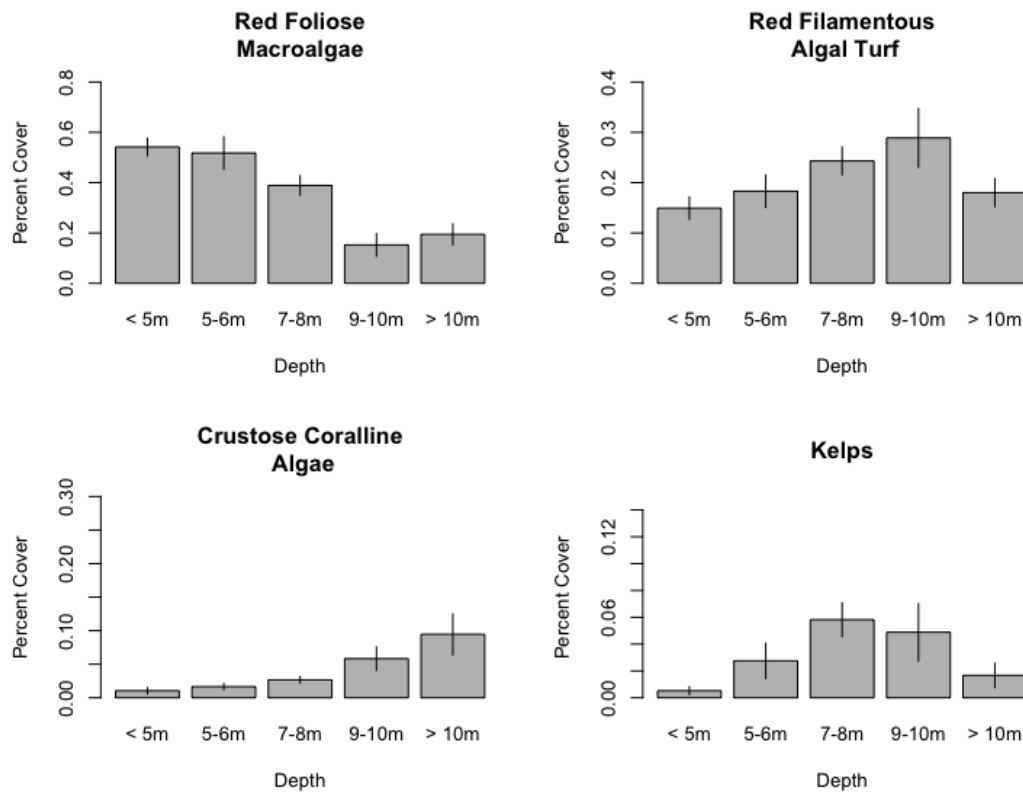 Red Foliose
Macroalgae
Percent Cover
0.0 0.2 0.4 0.6 0.8
< 5m 5-6m 7-8m 9-10m > 10m
Depth
Red Filamentous
Algal Turf
Percent Cover
0.0 0.1 0.2 0.3 0.4
< 5m 5-6m 7-8m 9-10m > 10m
Depth
Crustose Coralline
Algae
Percent Cover
0.00 0.10 0.20 0.30
< 5m 5-6m 7-8m 9-10m > 10m
Depth
Kelps
Percent Cover
0.00 0.06 0.12
< 5m 5-6m 7-8m 9-10m > 10m
Depth